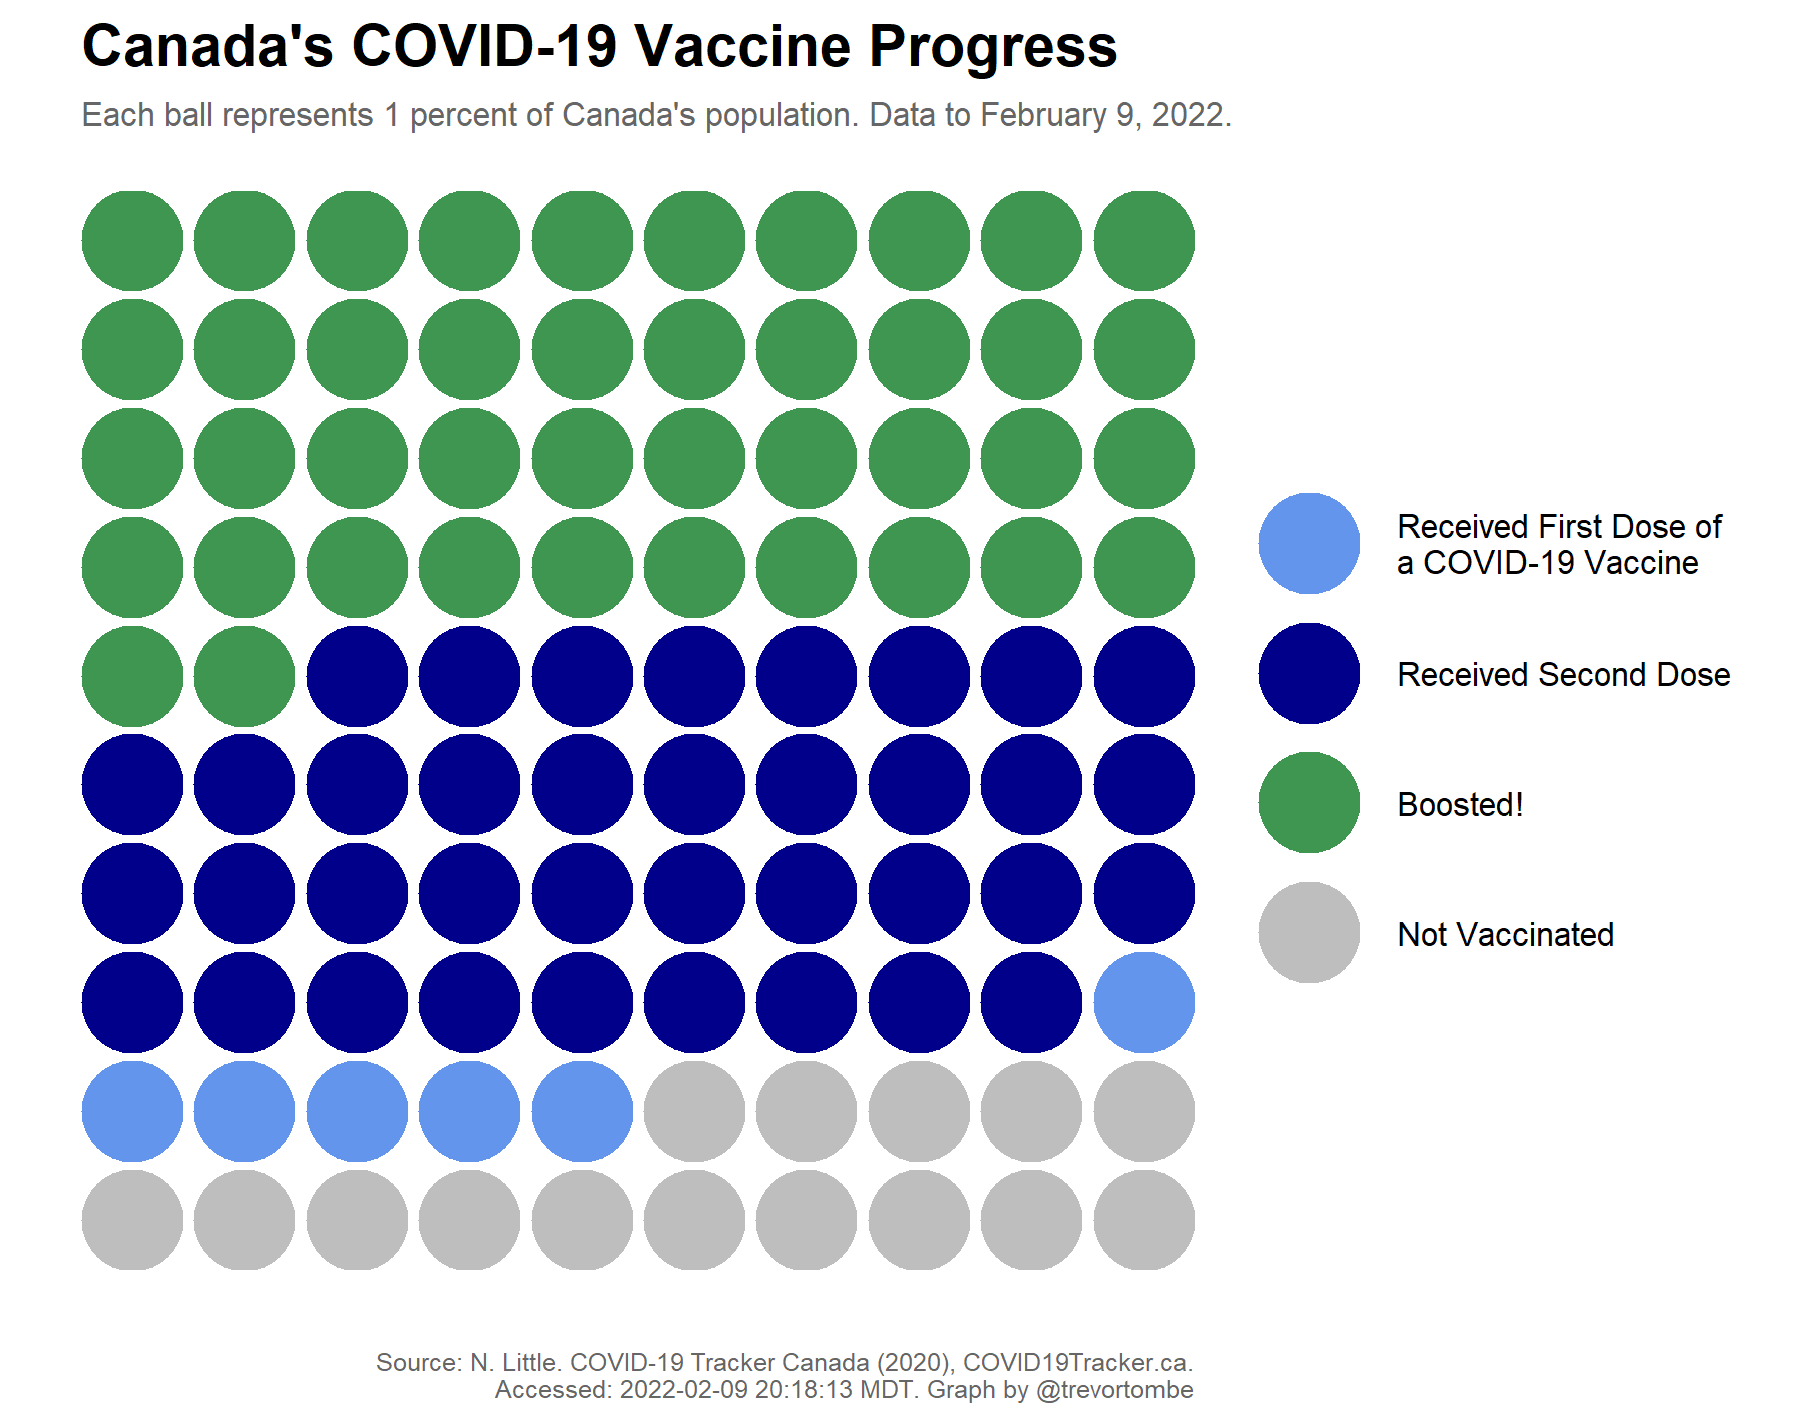 Canada's COVID-19 Vaccine Progress
Each ball represents 1 percent of Canada's population. Data to February 9, 2022.
Received First Dose of
a COVID-19 Vaccine
Received Second Dose
Boosted!
Not Vaccinated
Source: N. Little. COVID-19 Tracker Canada (2020), COVID19Tracker.ca.
Accessed: 2022-02-09 20:18:13 MDT. Graph by @trevortombe